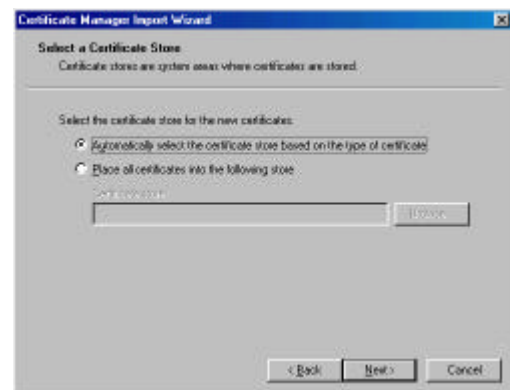 Certificate Manager Import Wizard
Select a Certificate Store
Certificate stores are system areas where certificates are stored.
Select the certificate store for the new certificates.
Automatically select the certificate store based on the type of certificate
Place all certificates into the following store
Certificate store:
Browse...
< Back Next > Cancel